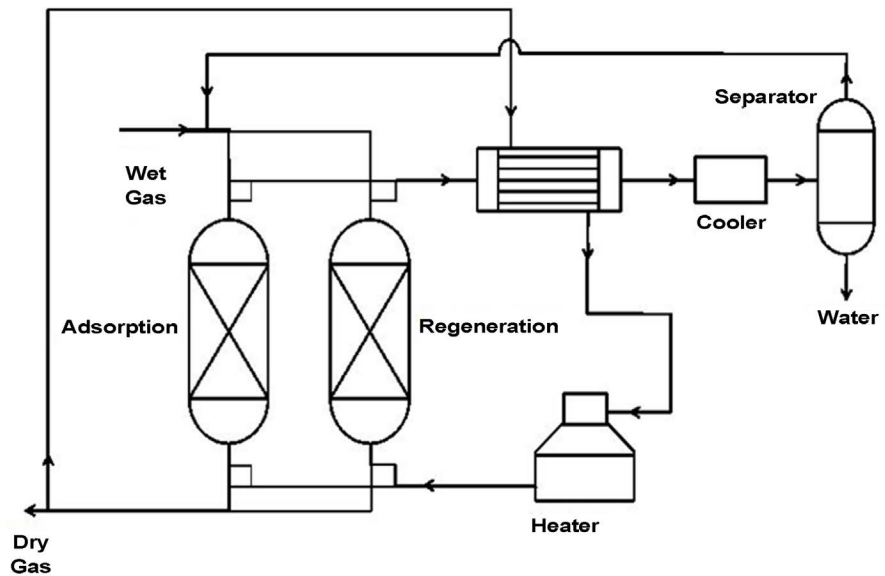 Separator
Wet
Gas
Cooler
Adsorption
Regeneration
Water
Heater
Dry
Gas